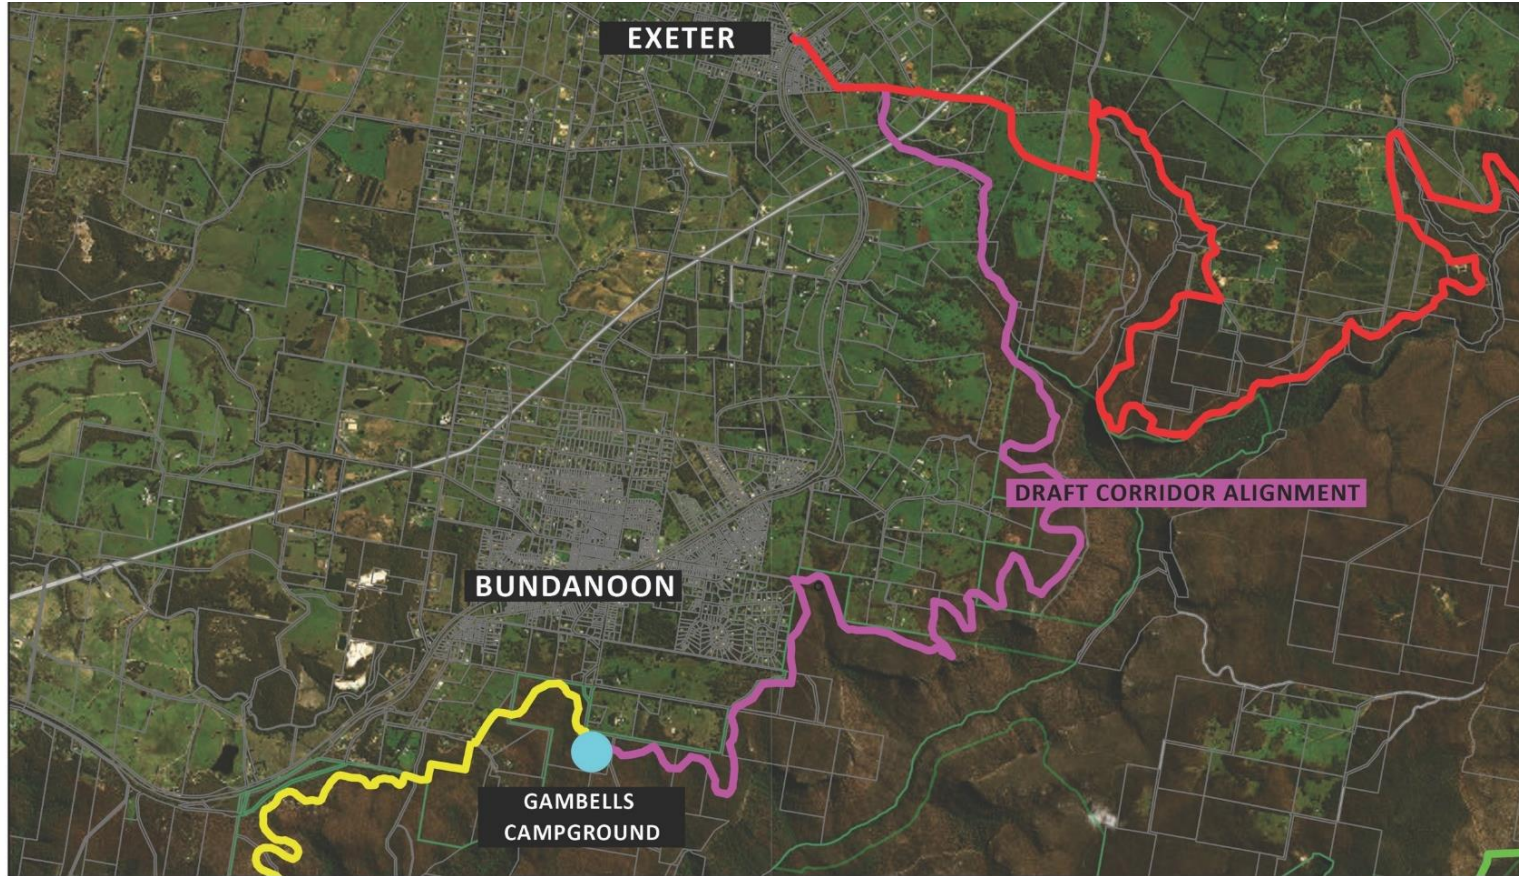 EXETER
DRAFT CORRIDOR ALIGNMENT
BUNDANOON
GAMBELLS
CAMPGROUND